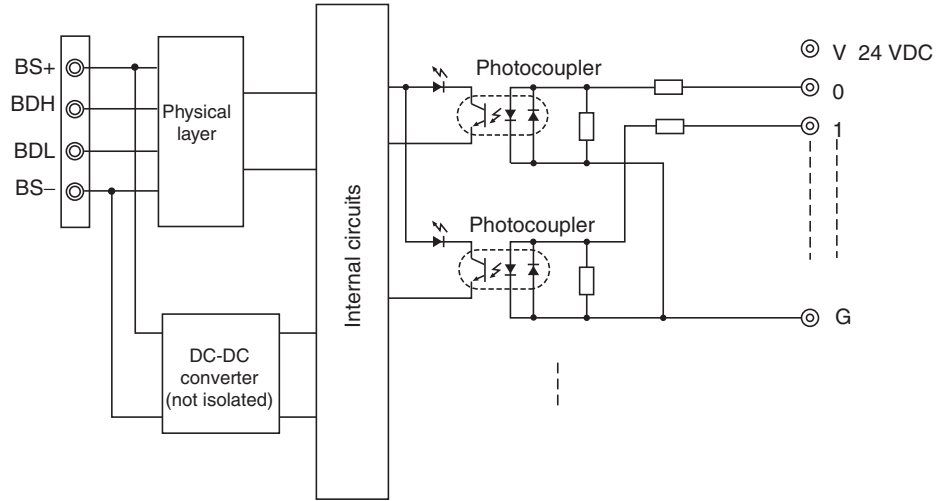 BS+
BDH
BDL
BS−
Physical
layer
DC-DC
converter
(not isolated)
Internal circuits
Photocoupler
Photocoupler
V 24 VDC
0
1
G